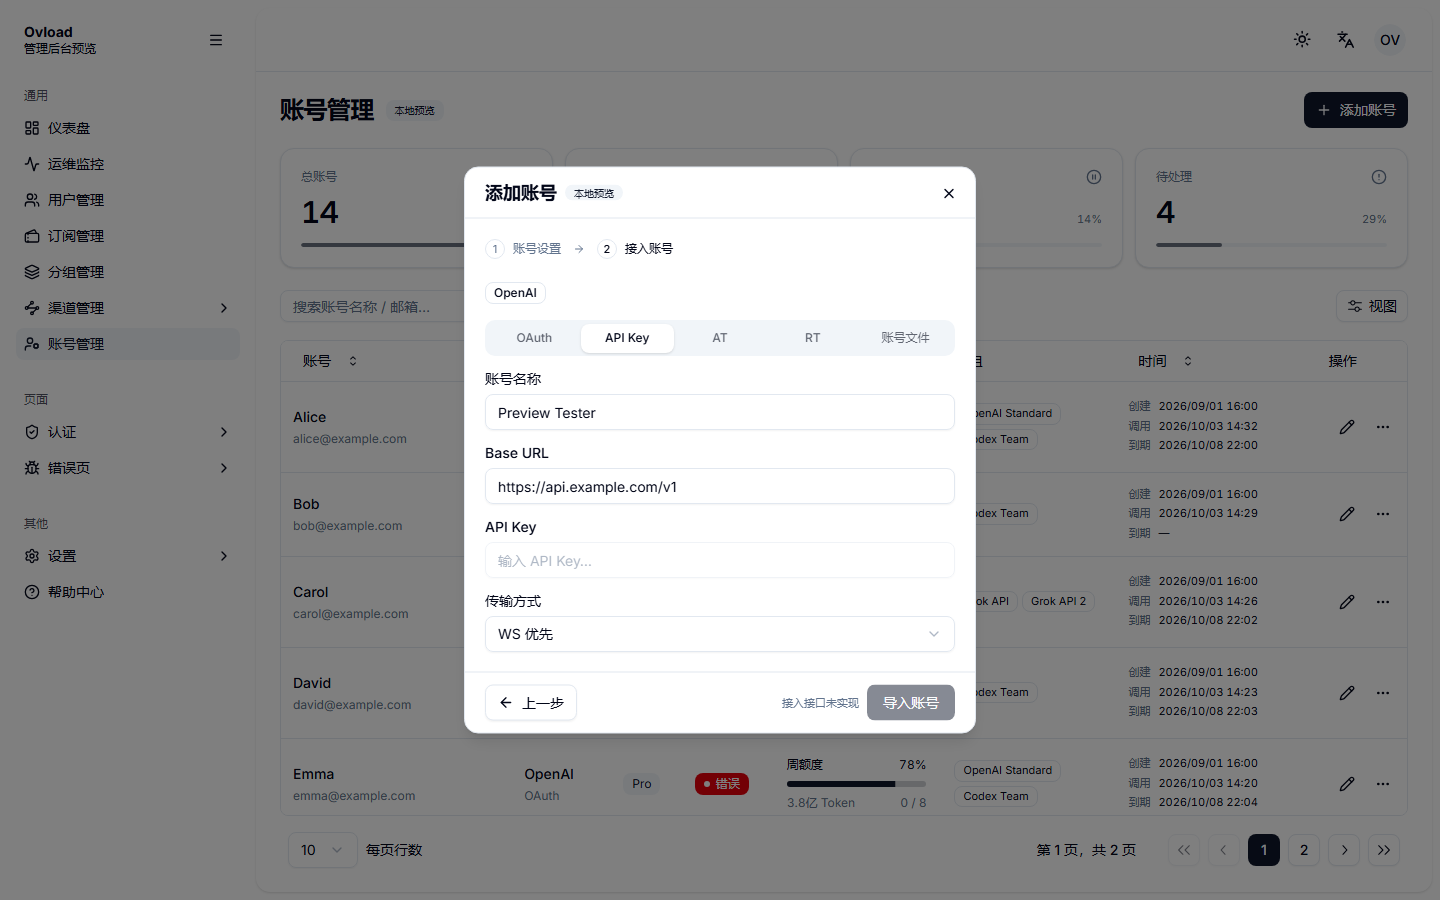 Ovload
管理后台预览
通用
仪表盘
运维监控
用户管理
订阅管理
分组管理
渠道管理
账号管理
页面
认证
错误页
其他
设置
帮助中心
OV
账号管理
本地预览
添加账号
总账号
14
14%
待处理
4
29%
搜索账号名称 / 邮箱...
视图
账号
时间
操作
Alice
alice@example.com
enAI Standard
dex Team
创建 2026/09/01 16:00
调用 2026/10/03 14:32
到期 2026/10/08 22:00
Bob
bob@example.com
dex Team
创建 2026/09/01 16:00
调用 2026/10/03 14:29
到期 —
Carol
carol@example.com
ok API
Grok API 2
创建 2026/09/01 16:00
调用 2026/10/03 14:26
到期 2026/10/08 22:02
David
david@example.com
dex Team
创建 2026/09/01 16:00
调用 2026/10/03 14:23
到期 2026/10/08 22:03
Emma
emma@example.com
OpenAI
OAuth
Pro
错误
周额度 78%
3.8亿 Token 0 / 8
OpenAI Standard
Codex Team
创建 2026/09/01 16:00
调用 2026/10/03 14:20
到期 2026/10/08 22:04
10
每页行数
第 1 页，共 2 页
1
2
添加账号
本地预览
1 账号设置
2 接入账号
OpenAI
OAuth
API Key
AT
RT
账号文件
账号名称
Preview Tester
Base URL
https://api.example.com/v1
API Key
输入 API Key...
传输方式
WS 优先
上一步
接入接口未实现
导入账号